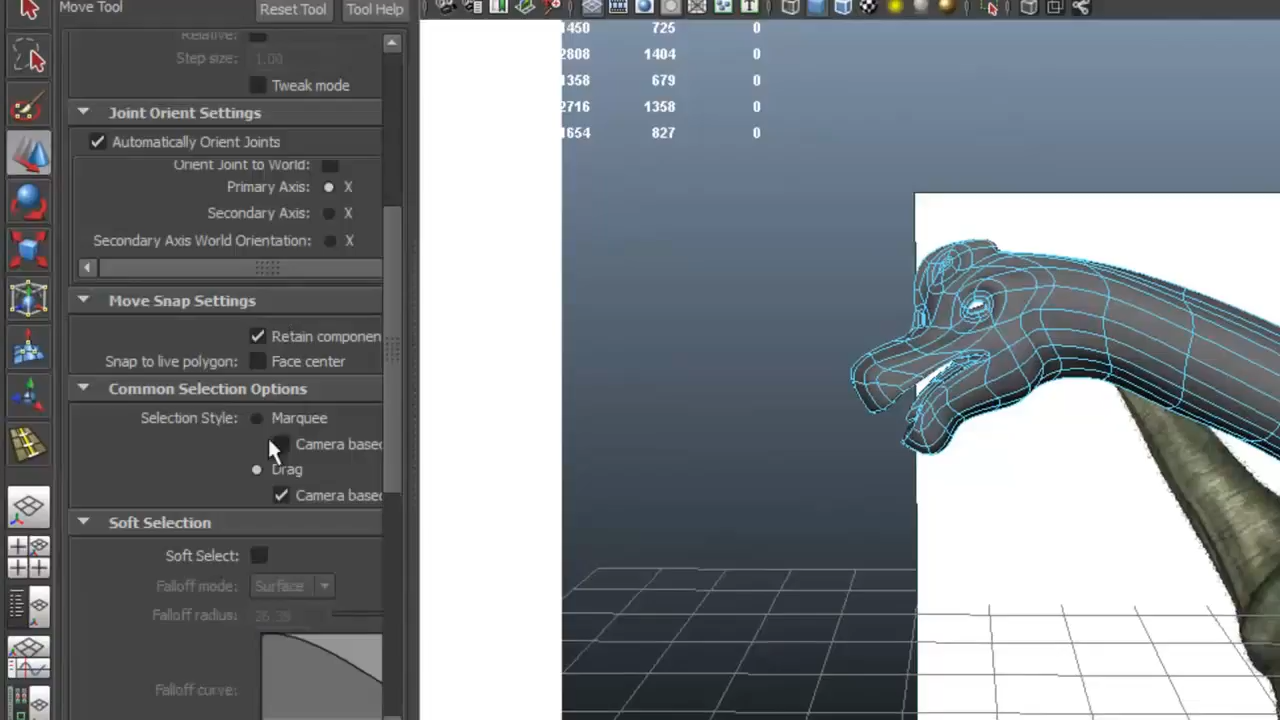 Move Tool
Reset Tool
Tool Help
Relative:
Step size: 1.00
Tweak mode
Joint Orient Settings
Automatically Orient Joints
Orient Joint to World:
Primary Axis: X
Secondary Axis: X
Secondary Axis World Orientation: X
Move Snap Settings
Retain componen
Snap to live polygon: Face center
Common Selection Options
Selection Style: Marquee
Camera based
Drag
Camera based
Soft Selection
Soft Select:
Falloff mode: Surface
Falloff radius:
Falloff curve:
1450 725 0
2808 1404 0
1358 679 0
2716 1358 0
1654 827 0